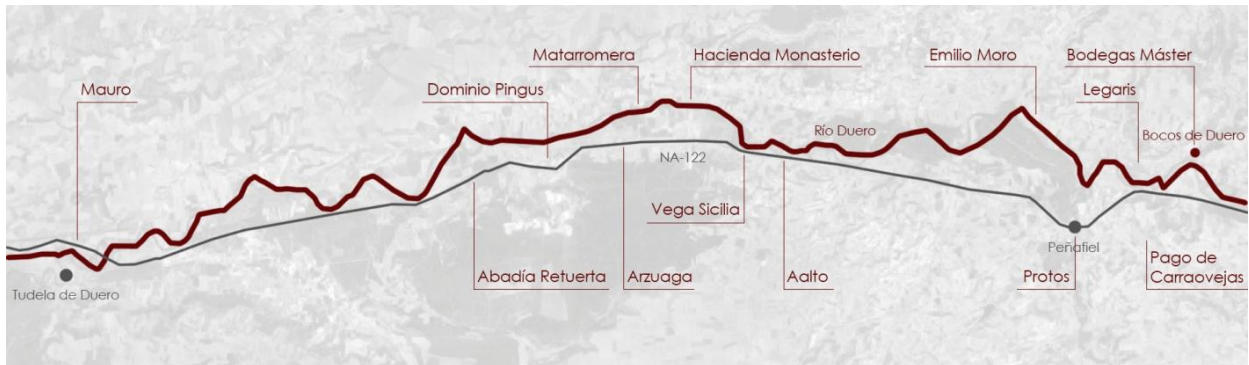 Matarromera
Hacienda Monasterio
Emilio Moro
Bodegas Máster
Mauro
Dominio Pingus
Legaris
Río Duero
Bocos de Duero
NA-122
Vega Sicilia
Peñafiel
Abadía Retuerta
Arzuaga
Aalto
Protos
Pago de
Carraovejas
Tudela de Duero